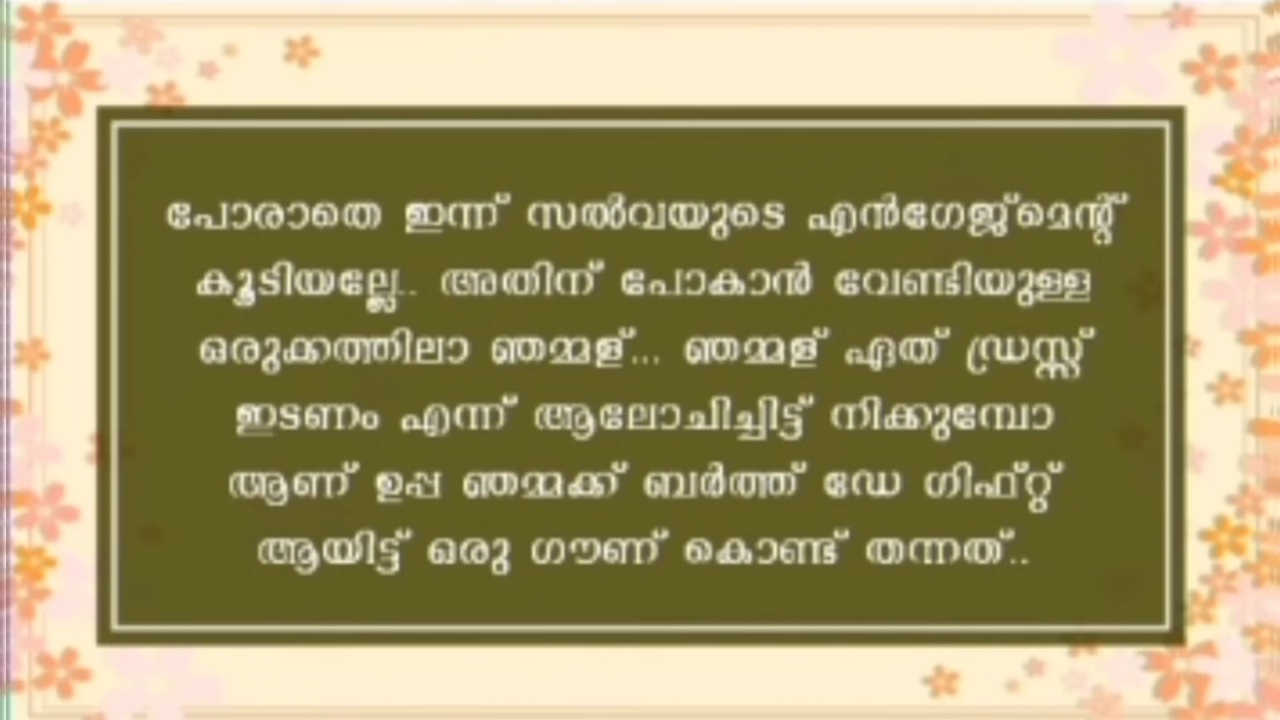 പോരാതെ ഇന്ന് സൽവയുടെ എൻഗേജ്മെന്റ്
കൂടിയല്ലേ.. അതിന് പോകാൻ വേണ്ടിയുള്ള
ഒരുക്കത്തിലാ ഞമ്മള്... ഞമ്മള് ഏത് ഡ്രസ്സ്
ഇടണം എന്ന് ആലോചിച്ചിട്ട് നിക്കുമ്പോ
ആണ് ഉപ്പ ഞമ്മക്ക് ബർത്ത് ഡേ ഗിഫ്റ്റ്
ആയിട്ട് ഒരു ഗൗണ് കൊണ്ട് തന്നത്..